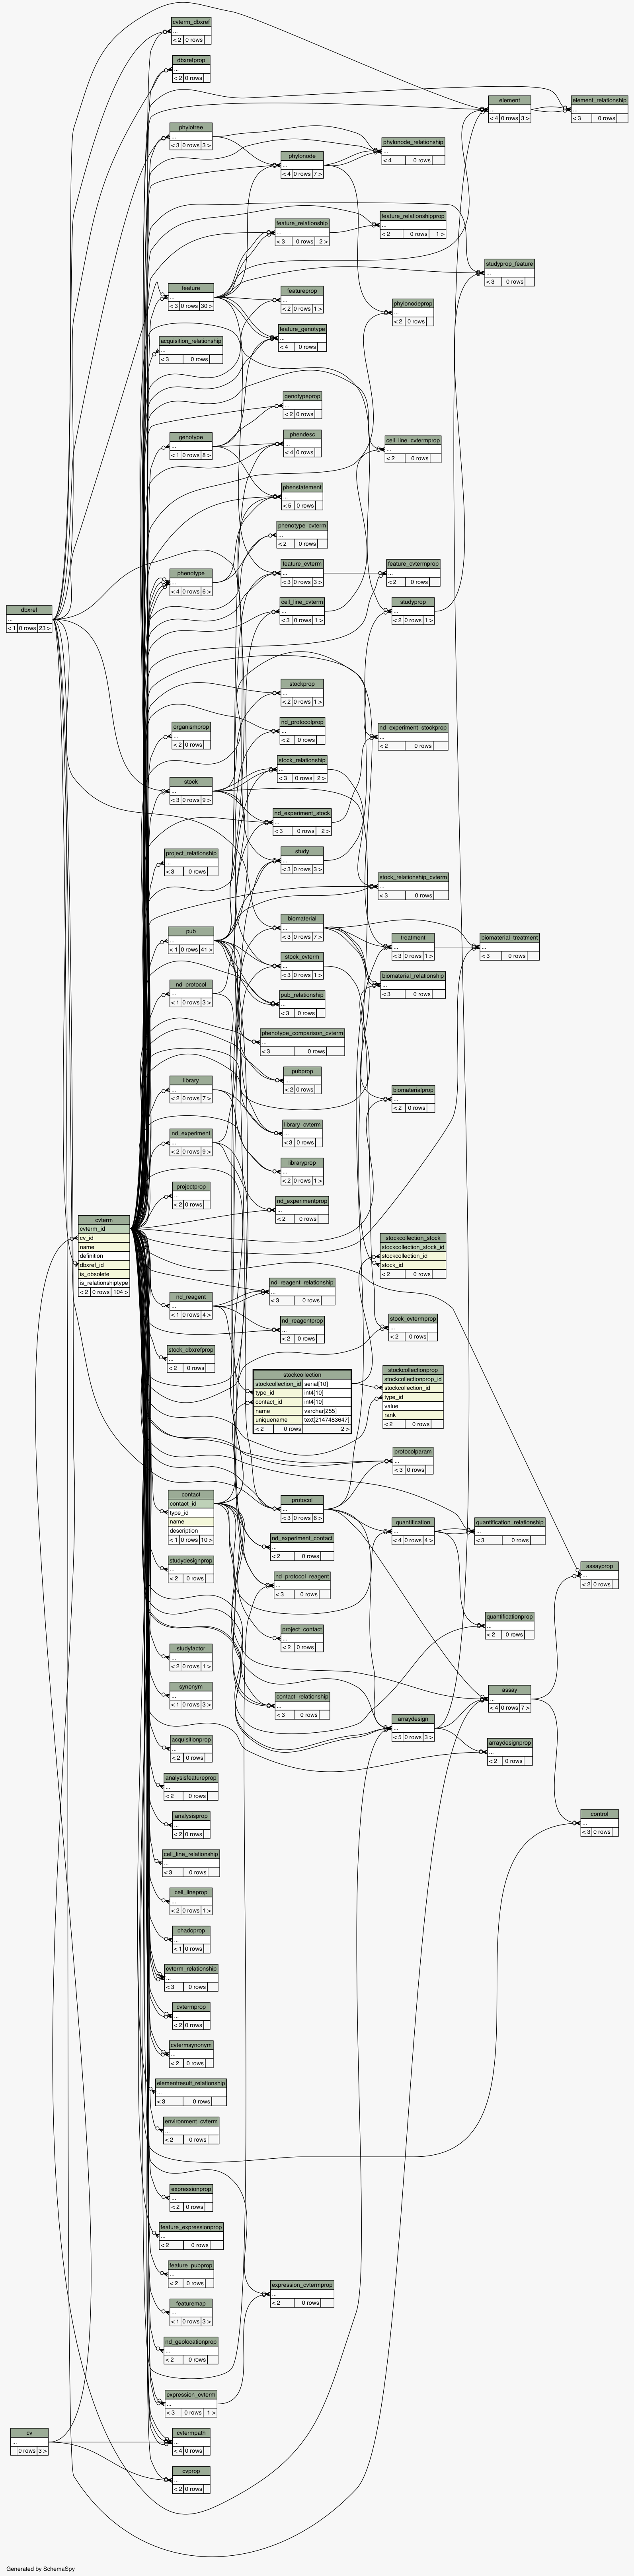 cvterm_dbxref
...
< 2 0 rows
dbxrefprop
...
< 2 0 rows
element
...
< 4 0 rows 3 >
element_relationship
...
< 3 0 rows
phylotree
...
< 3 0 rows 3 >
phylonode_relationship
...
< 4 0 rows
phylonode
...
< 4 0 rows 7 >
feature_relationshipprop
...
< 2 0 rows 1 >
feature_relationship
...
< 3 0 rows 2 >
studyprop_feature
...
< 3 0 rows
feature
...
< 3 0 rows 30 >
featureprop
...
< 2 0 rows 1 >
phylonodeprop
...
< 2 0 rows
feature_genotype
...
< 4 0 rows
acquisition_relationship
...
< 3 0 rows
genotypeprop
...
< 2 0 rows
genotype
...
< 1 0 rows 8 >
phendesc
...
< 4 0 rows
cell_line_cvtermprop
...
< 2 0 rows
phenstatement
...
< 5 0 rows
phenotype_cvterm
...
< 2 0 rows
feature_cvterm
...
< 3 0 rows 3 >
feature_cvtermprop
...
< 2 0 rows
phenotype
...
< 4 0 rows 6 >
cell_line_cvterm
...
< 3 0 rows 1 >
studyprop
...
< 2 0 rows 1 >
dbxref
...
< 1 0 rows 23 >
stockprop
...
< 2 0 rows 1 >
organismprop
...
< 2 0 rows
nd_protocolprop
...
< 2 0 rows
nd_experiment_stockprop
...
< 2 0 rows
stock_relationship
...
< 3 0 rows 2 >
stock
...
< 3 0 rows 9 >
nd_experiment_stock
...
< 3 0 rows 2 >
project_relationship
...
< 3 0 rows
study
...
< 3 0 rows 3 >
stock_relationship_cvterm
...
< 3 0 rows
biomaterial
...
< 3 0 rows 7 >
pub
...
< 1 0 rows 41 >
treatment
...
< 3 0 rows 1 >
biomaterial_treatment
...
< 3 0 rows
stock_cvterm
...
< 3 0 rows 1 >
biomaterial_relationship
...
< 3 0 rows
nd_protocol
...
< 1 0 rows 3 >
pub_relationship
...
< 3 0 rows
phenotype_comparison_cvterm
...
< 3 0 rows
pubprop
...
< 2 0 rows
library
...
< 2 0 rows 7 >
biomaterialprop
...
< 2 0 rows
library_cvterm
...
< 3 0 rows
nd_experiment
...
< 2 0 rows 9 >
libraryprop
...
< 2 0 rows 1 >
projectprop
...
< 2 0 rows
nd_experimentprop
...
< 2 0 rows
cvterm
cvterm_id
cv_id
name
definition
dbxref_id
is_obsolete
is_relationshiptype
< 2 0 rows 104 >
stockcollection_stock
stockcollection_stock_id
stockcollection_id
stock_id
< 2 0 rows
nd_reagent_relationship
...
< 3 0 rows
nd_reagent
...
< 1 0 rows 4 >
nd_reagentprop
...
< 2 0 rows
stock_cvtermprop
...
< 2 0 rows
stock_dbxrefprop
...
< 2 0 rows
stockcollection
stockcollection_id serial[10]
type_id int4[10]
contact_id int4[10]
name varchar[255]
uniquename text[2147483647]
< 2 0 rows 2 >
stockcollectionprop
stockcollectionprop_id
stockcollection_id
type_id
value
rank
< 2 0 rows
protocolparam
...
< 3 0 rows
contact
contact_id
type_id
name
description
< 1 0 rows 10 >
protocol
...
< 3 0 rows 6 >
quantification
...
< 4 0 rows 4 >
quantification_relationship
...
< 3 0 rows
nd_experiment_contact
...
< 2 0 rows
studydesignprop
...
< 2 0 rows
assayprop
...
< 2 0 rows
nd_protocol_reagent
...
< 3 0 rows
quantificationprop
...
< 2 0 rows
project_contact
...
< 2 0 rows
studyfactor
...
< 2 0 rows 1 >
synonym
...
< 1 0 rows 3 >
assay
...
< 4 0 rows 7 >
contact_relationship
...
< 3 0 rows
arraydesign
...
< 5 0 rows 3 >
acquisitionprop
...
< 2 0 rows
arraydesignprop
...
< 2 0 rows
analysisfeatureprop
...
< 2 0 rows
analysisprop
...
< 2 0 rows
control
...
< 3 0 rows
cell_line_relationship
...
< 3 0 rows
cell_lineprop
...
< 2 0 rows 1 >
chadoprop
...
< 1 0 rows
cvterm_relationship
...
< 3 0 rows
cvtermprop
...
< 2 0 rows
cvtermsynonym
...
< 2 0 rows
elementresult_relationship
...
< 3 0 rows
environment_cvterm
...
< 2 0 rows
expressionprop
...
< 2 0 rows
feature_expressionprop
...
< 2 0 rows
feature_pubprop
...
< 2 0 rows
expression_cvtermprop
...
< 2 0 rows
featuremap
...
< 1 0 rows 3 >
nd_geolocationprop
...
< 2 0 rows
expression_cvterm
...
< 3 0 rows 1 >
cv
...
0 rows 3 >
cvtermpath
...
< 4 0 rows
cvprop
...
< 2 0 rows
Generated by SchemaSpy